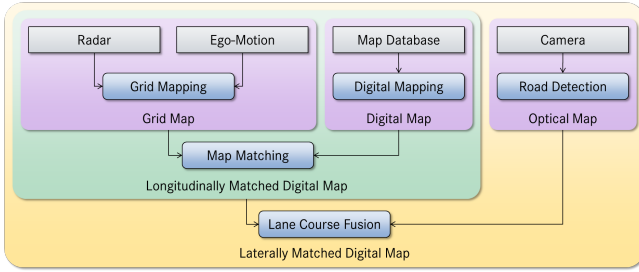 Radar
Ego-Motion
Map Database
Camera
Grid Mapping
Digital Mapping
Road Detection
Grid Map
Digital Map
Optical Map
Map Matching
Longitudinally Matched Digital Map
Lane Course Fusion
Laterally Matched Digital Map